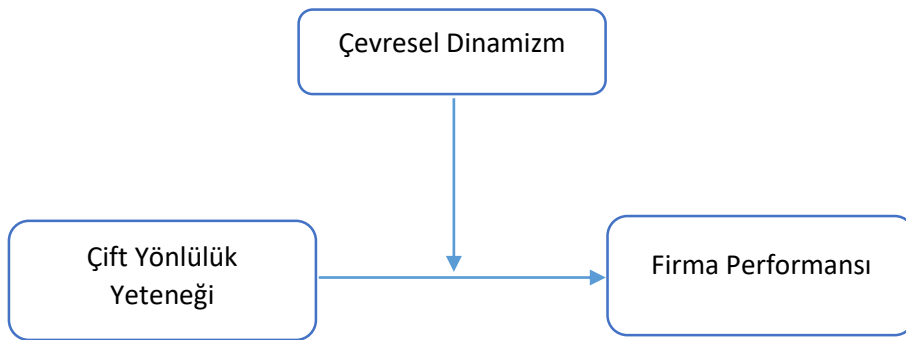 Çevresel Dinamizm
Çift Yönlülük
Yeteneği
Firma Performansı